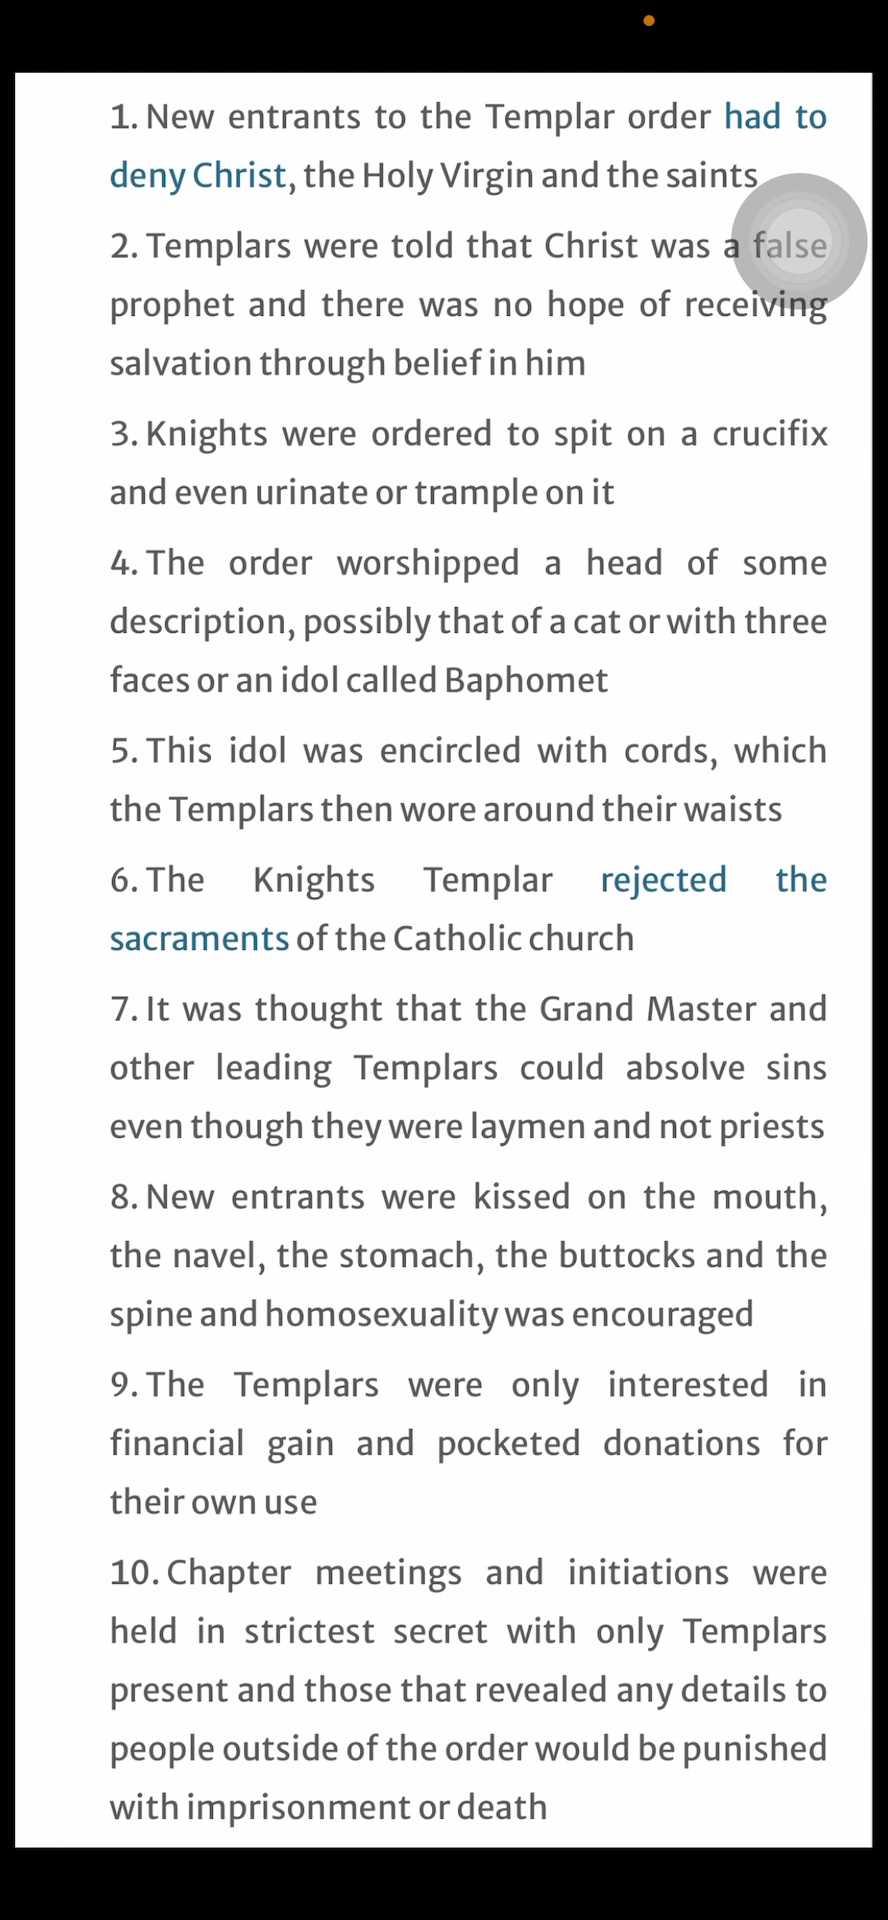 1. New entrants to the Templar order had to
deny Christ, the Holy Virgin and the saints
2. Templars were told that Christ was a false
prophet and there was no hope of receiving
salvation through belief in him
3. Knights were ordered to spit on a crucifix
and even urinate or trample on it
4. The order worshipped a head of some
description, possibly that of a cat or with three
faces or an idol called Baphomet
5. This idol was encircled with cords, which
the Templars then wore around their waists
6. The Knights Templar rejected the
sacraments of the Catholic church
7. It was thought that the Grand Master and
other leading Templars could absolve sins
even though they were laymen and not priests
8. New entrants were kissed on the mouth,
the navel, the stomach, the buttocks and the
spine and homosexuality was encouraged
9. The Templars were only interested in
financial gain and pocketed donations for
their own use
10. Chapter meetings and initiations were
held in strictest secret with only Templars
present and those that revealed any details to
people outside of the order would be punished
with imprisonment or death